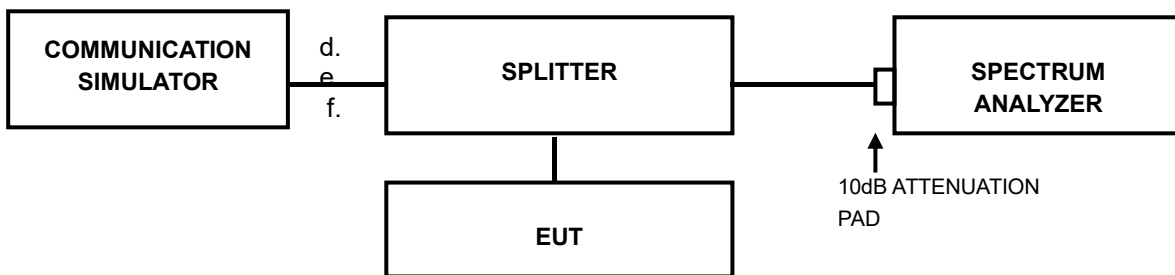 COMMUNICATION
SIMULATOR
d.
e
f.
SPLITTER
SPECTRUM
ANALYZER
10dB ATTENUATION
PAD
EUT